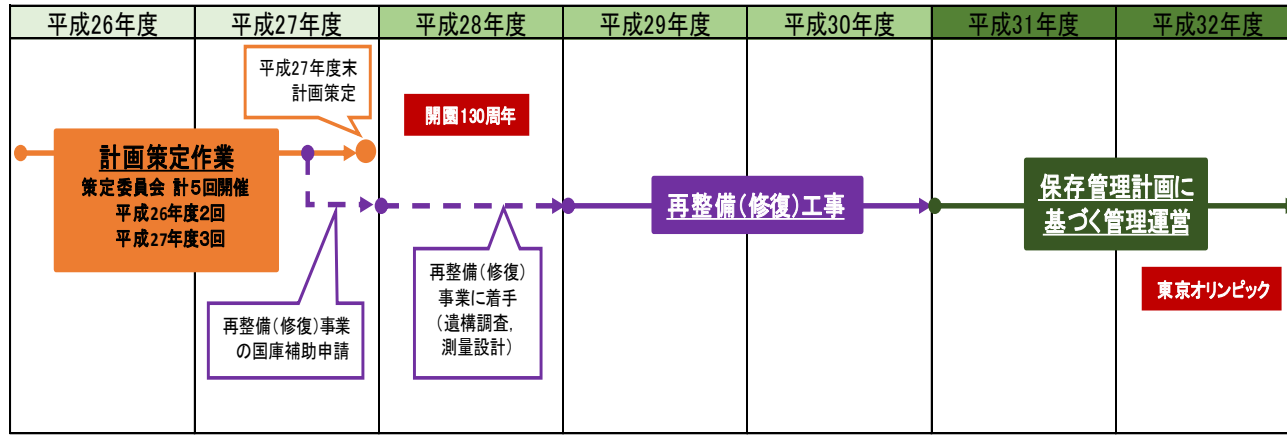 平成26年度
平成27年度
平成28年度
平成29年度
平成30年度
平成31年度
平成32年度
平成27年度末
計画策定
開園130周年
計画策定作業
策定委員会 計5回開催
平成26年度2回
平成27年度3回
再整備(修復)工事
保存管理計画に
基づく管理運営
再整備(修復)事業
の国庫補助申請
再整備(修復)
事業に着手
(遺構調査,
測量設計)
東京オリンピック